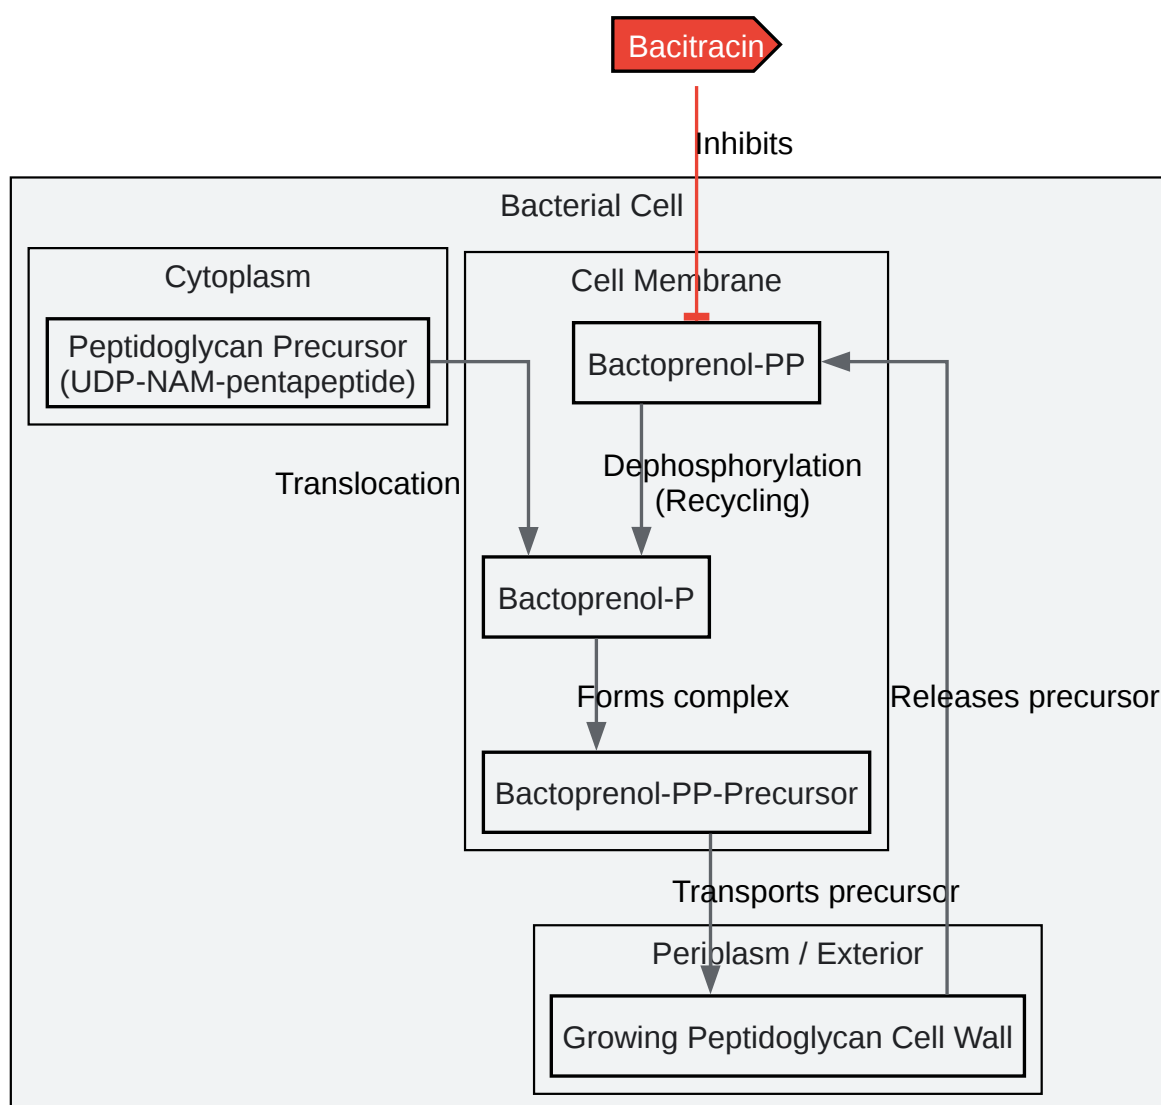 Bacitracin
Inhibits
Bacterial Cell
Cytoplasm
Cell Membrane
Peptidoglycan Precursor
(UDP-NAM-pentapeptide)
Bactoprenol-PP
Translocation
Dephosphorylation
(Recycling)
Bactoprenol-P
Forms complex
Releases precursor
Bactoprenol-PP-Precursor
Transports precursor
Periplasm / Exterior
Growing Peptidoglycan Cell Wall